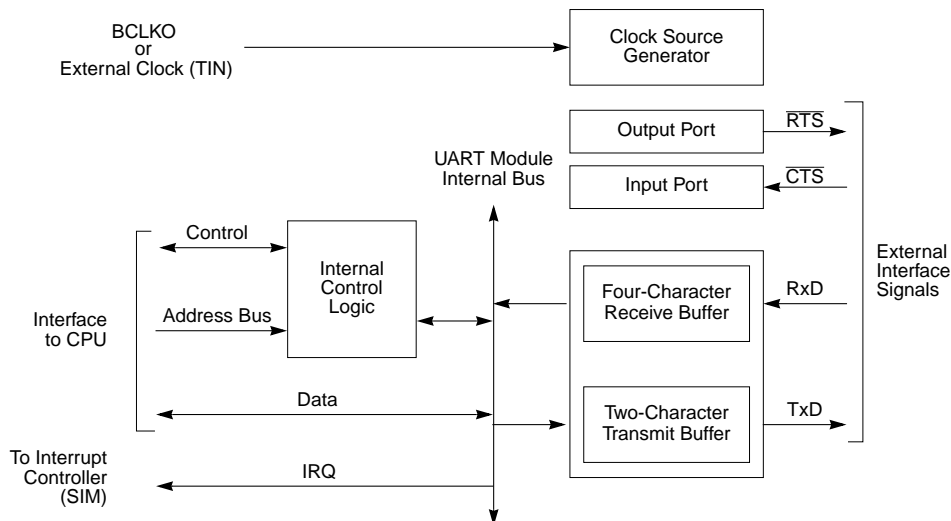 BCLKO
or
External Clock (TIN)
Clock Source
Generator
Output Port
RTS
UART Module
Internal Bus
Input Port
CTS
Control
Internal
Control
Logic
Address Bus
Interface
to CPU
Four-Character
Receive Buffer
RxD
External
Interface
Signals
Data
Two-Character
Transmit Buffer
TxD
To Interrupt
Controller
(SIM)
IRQ